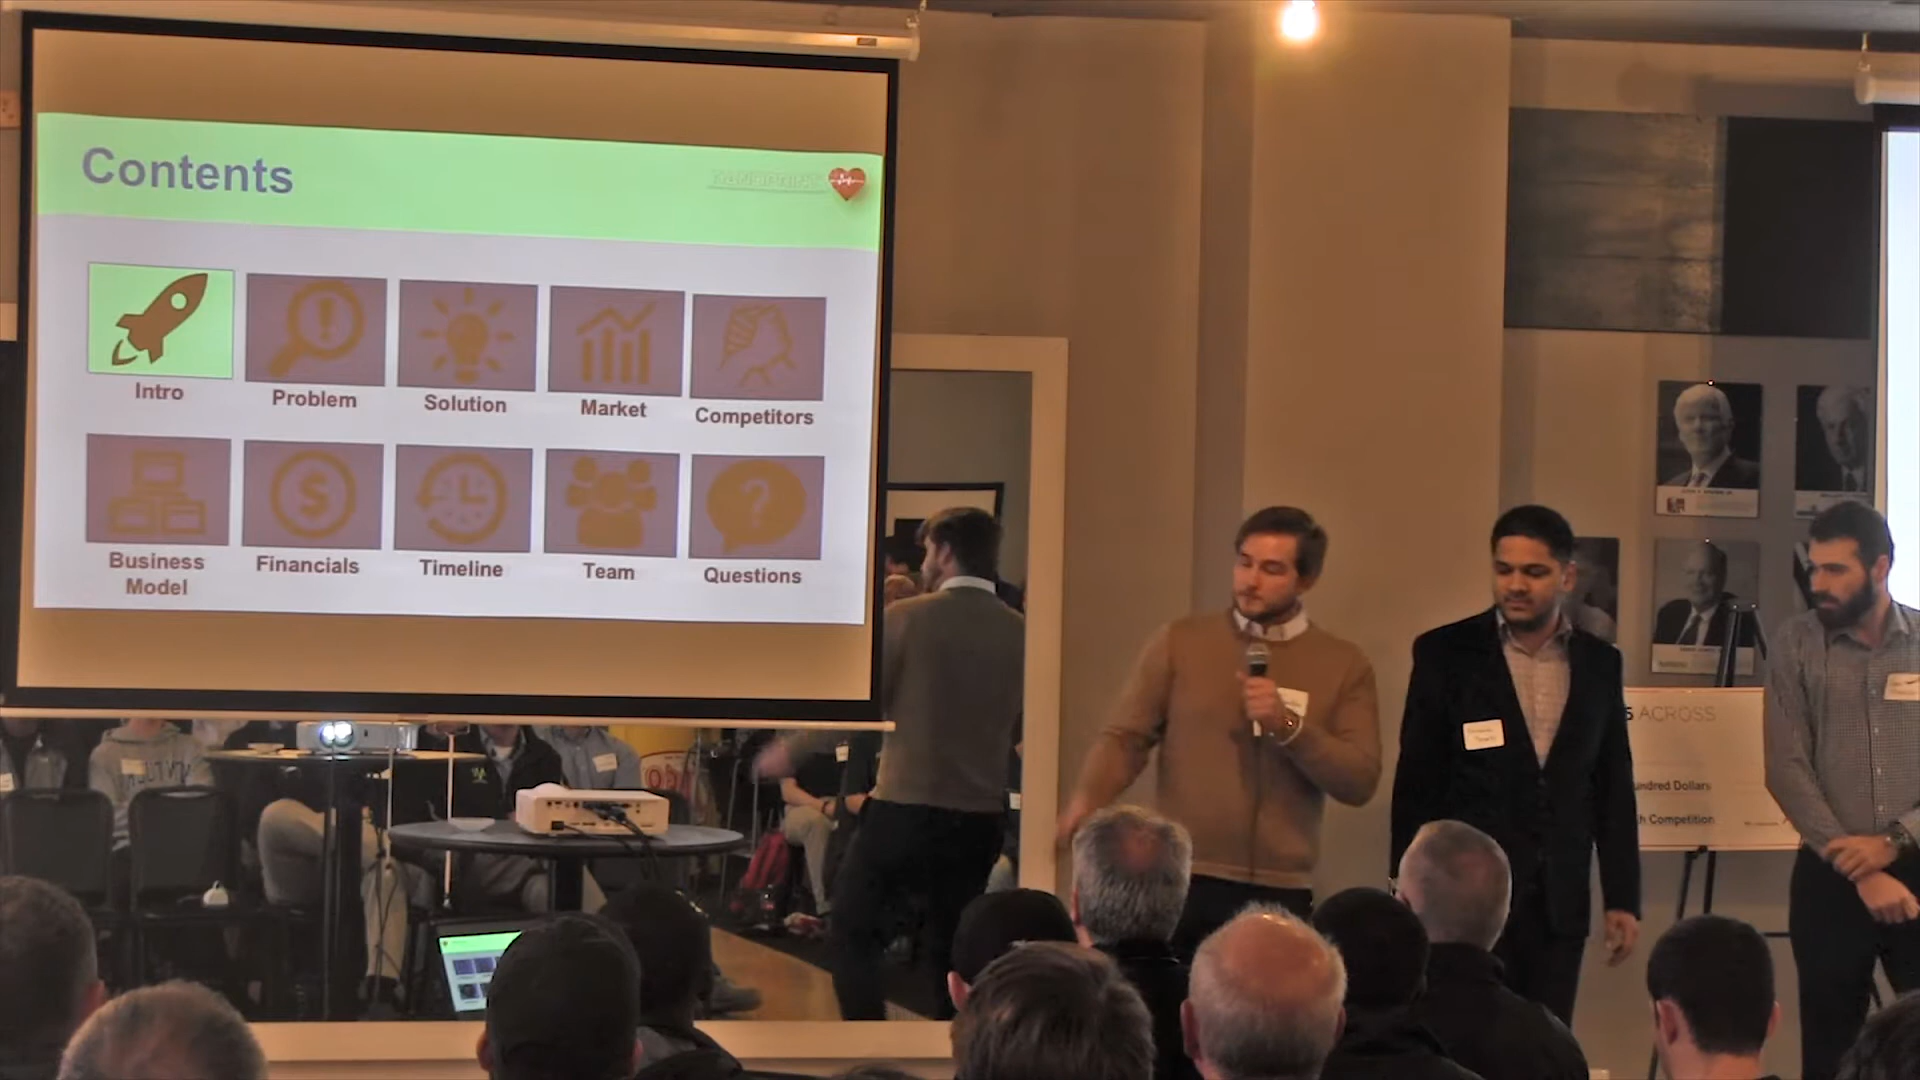 Contents
Intro
Problem
Solution
Market
Competitors
Business
Model
Financials
Timeline
Team
Questions
S ACROSS
undred Dollars
h Competition